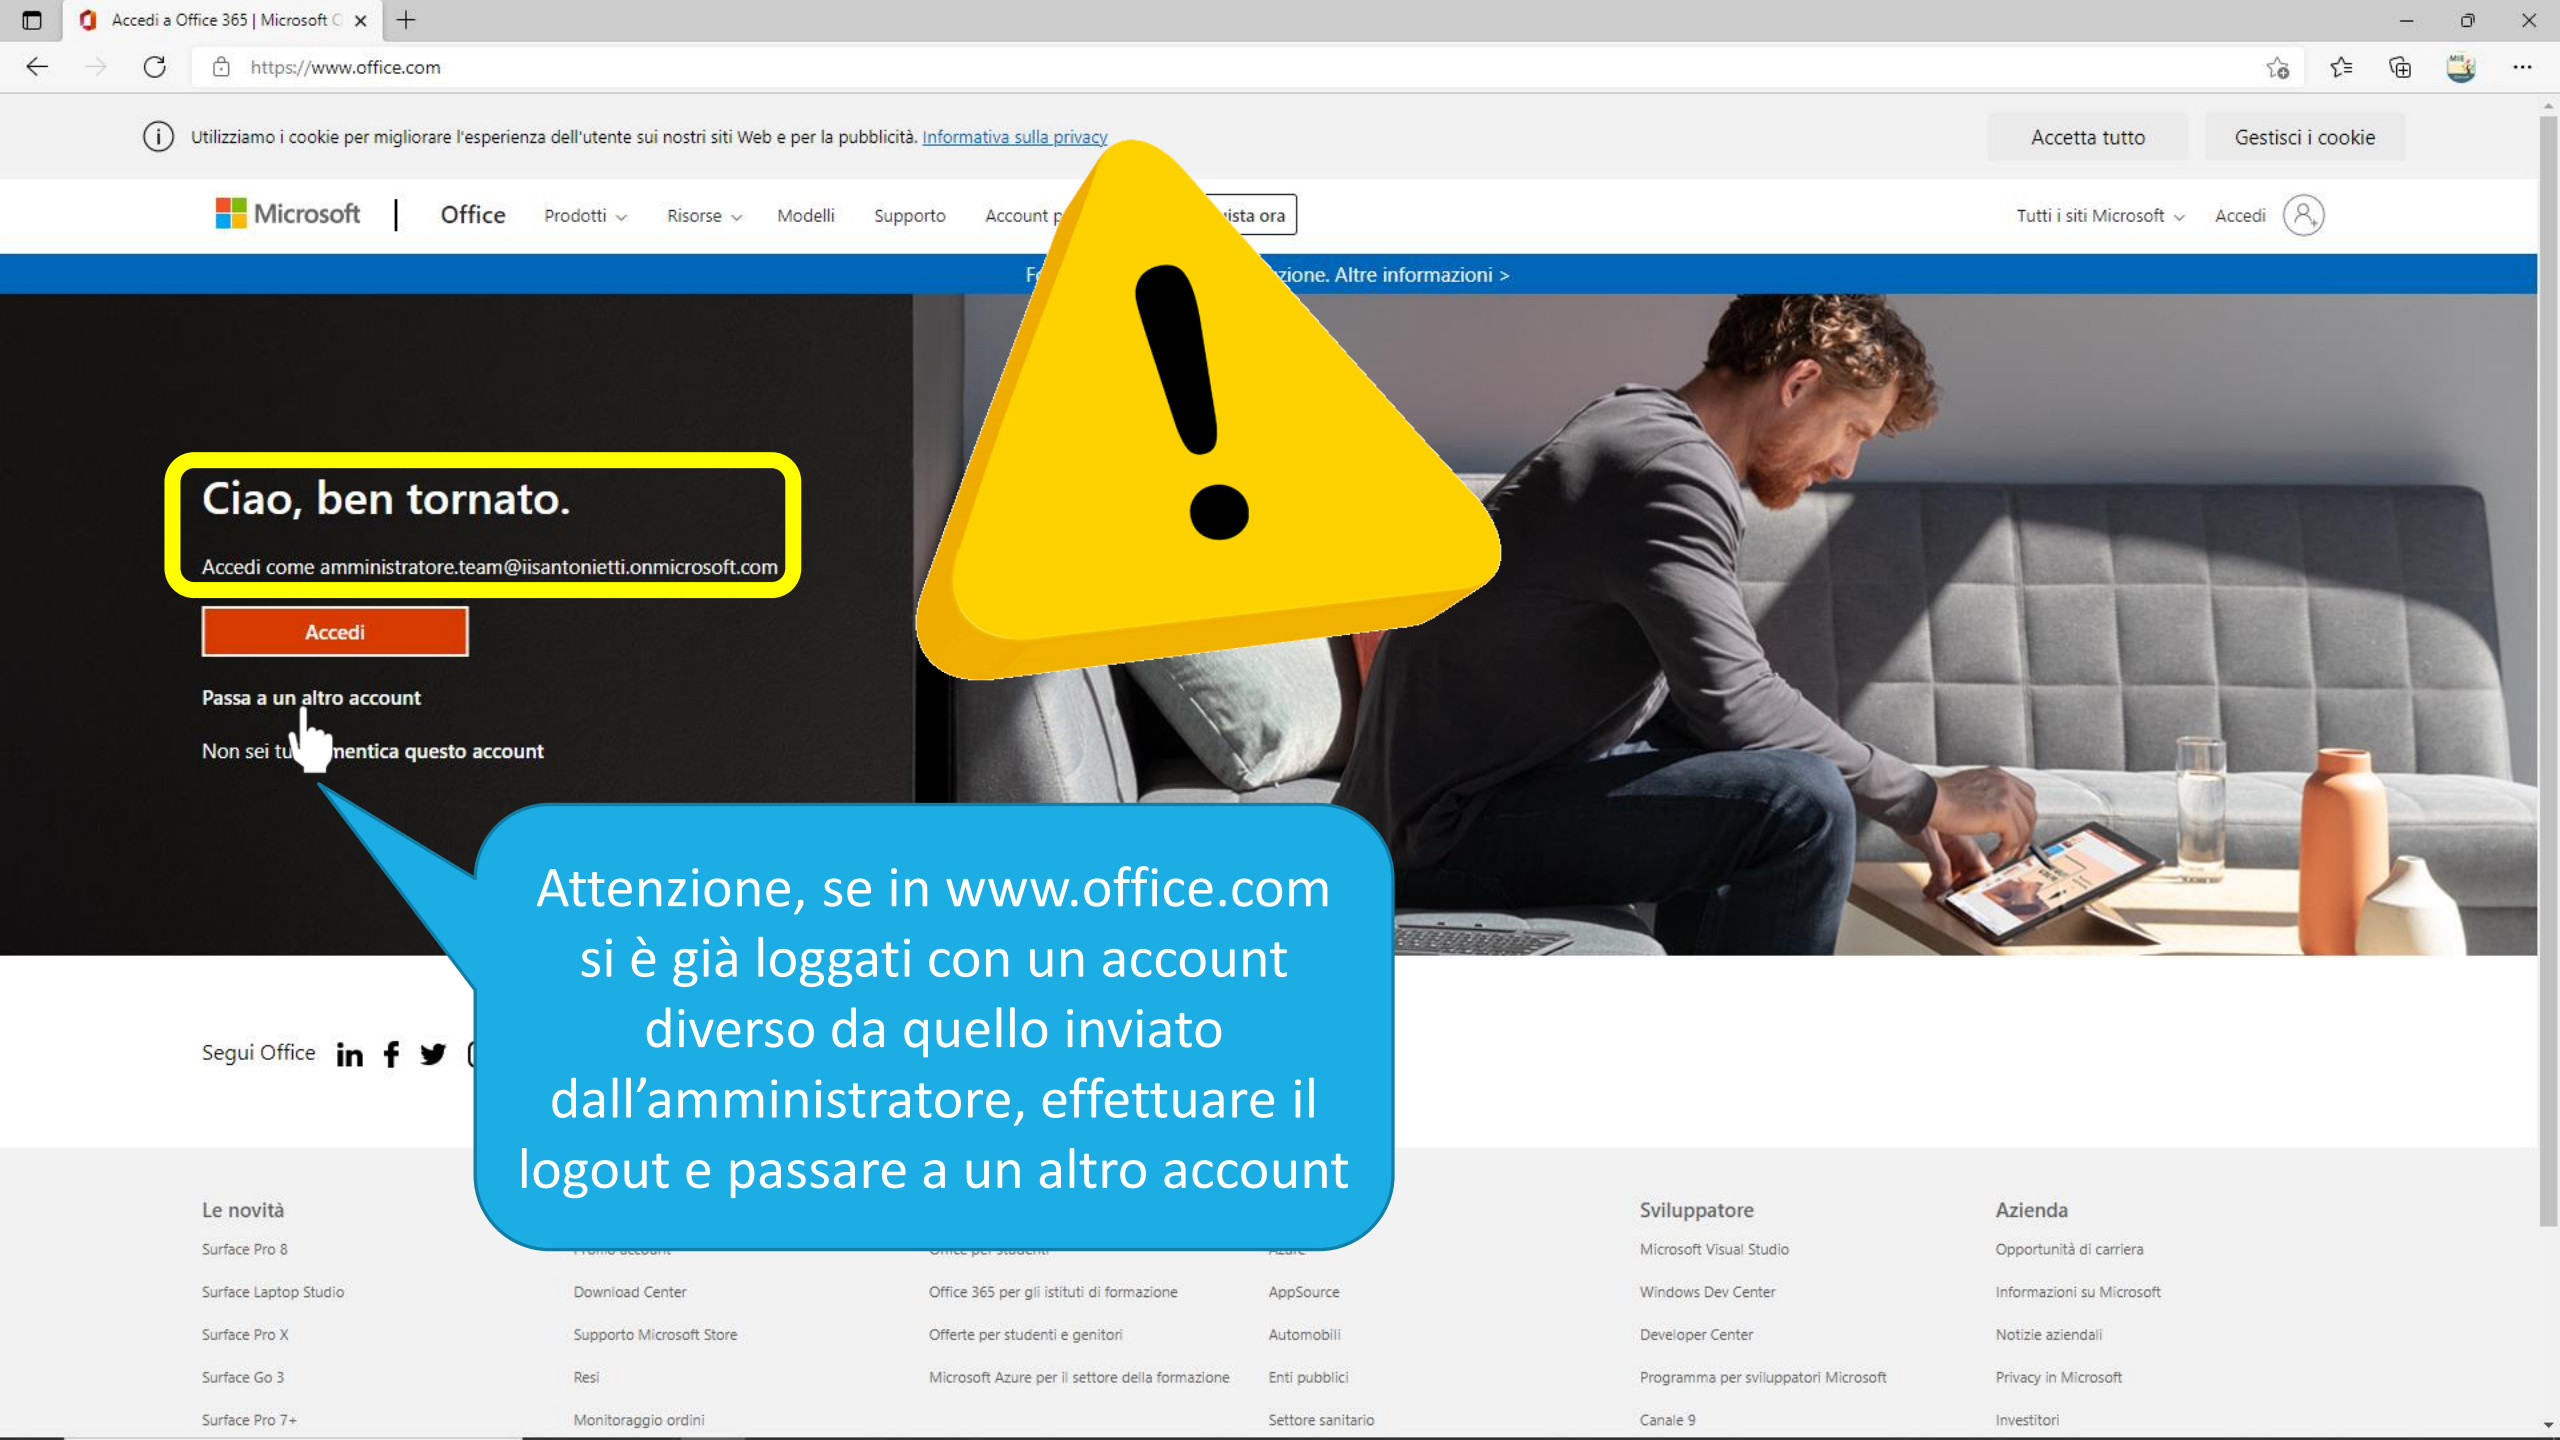 Accedi a Office 365 | Microsoft
https://www.office.com
Utilizziamo i cookie per migliorare l'esperienza dell'utente sui nostri siti Web e per la pubblicità. Informativa sulla privacy
Accetta tutto
Gestisci i cookie
Microsoft
Office
Prodotti
Risorse
Modelli
Supporto
Account
ora
Tutti i siti Microsoft
Accedi
Altre informazioni >
Ciao, ben tornato.
Accedi come amministratore.team@iisantonietti.onmicrosoft.com
Accedi
Passa a un altro account
Non sei tu
questo account
Attenzione, se in www.office.com
si è già loggati con un account
diverso da quello inviato
dall’amministratore, effettuare il
logout e passare a un altro account
Segui Office
Le novità
Surface Pro 8
Surface Laptop Studio
Surface Pro X
Surface Go 3
Surface Pro 7+
Download Center
Supporto Microsoft Store
Resi
Monitoraggio ordini
Office 365 per gli istituti di formazione
Offerte per studenti e genitori
Microsoft Azure per il settore della formazione
AppSource
Automobili
Enti pubblici
Settore sanitario
Sviluppatore
Microsoft Visual Studio
Windows Dev Center
Developer Center
Programma per sviluppatori Microsoft
Canale 9
Azienda
Opportunità di carriera
Informazioni su Microsoft
Notizie aziendali
Privacy in Microsoft
Investitori